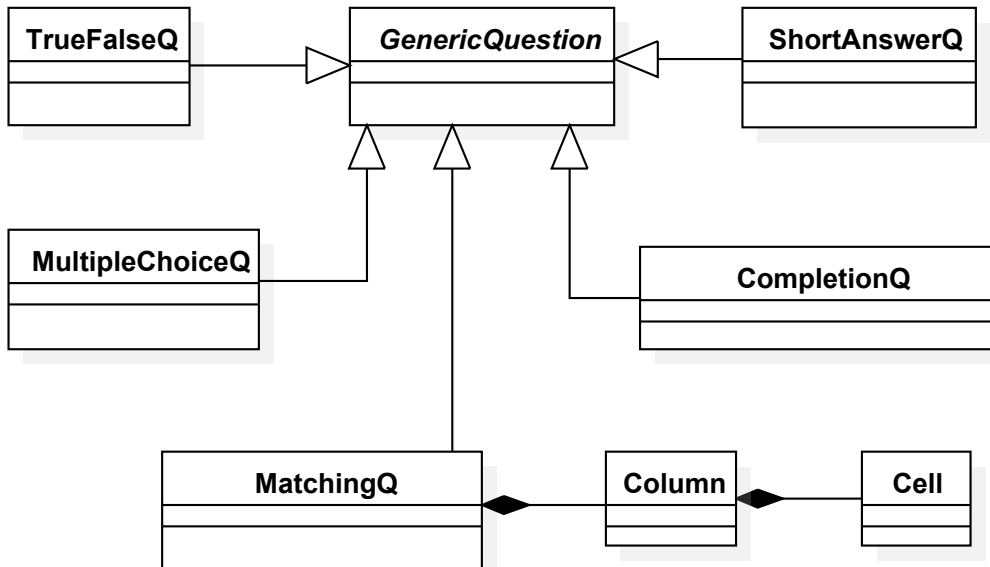 TrueFalseQ
GenericQuestion
ShortAnswerQ
MultipleChoiceQ
CompletionQ
MatchingQ
Column
Cell